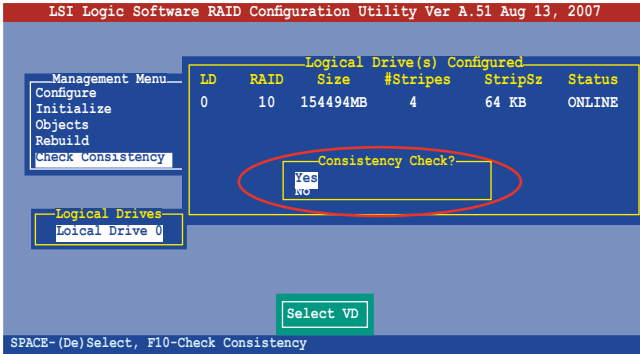 LSI Logic Software RAID Configuration Utility Ver A.51 Aug 13, 2007
Logical Drive(s) Configured
LD RAID Size #Stripes StripSz Status
0 10 154494MB 4 64 KB ONLINE
Management Menu
Configure
Initialize
Objects
Rebuild
Check Consistency
Consistency Check?
Yes
No
Logical Drives
Loical Drive 0
Select VD
SPACE-(De)Select, F10-Check Consistency